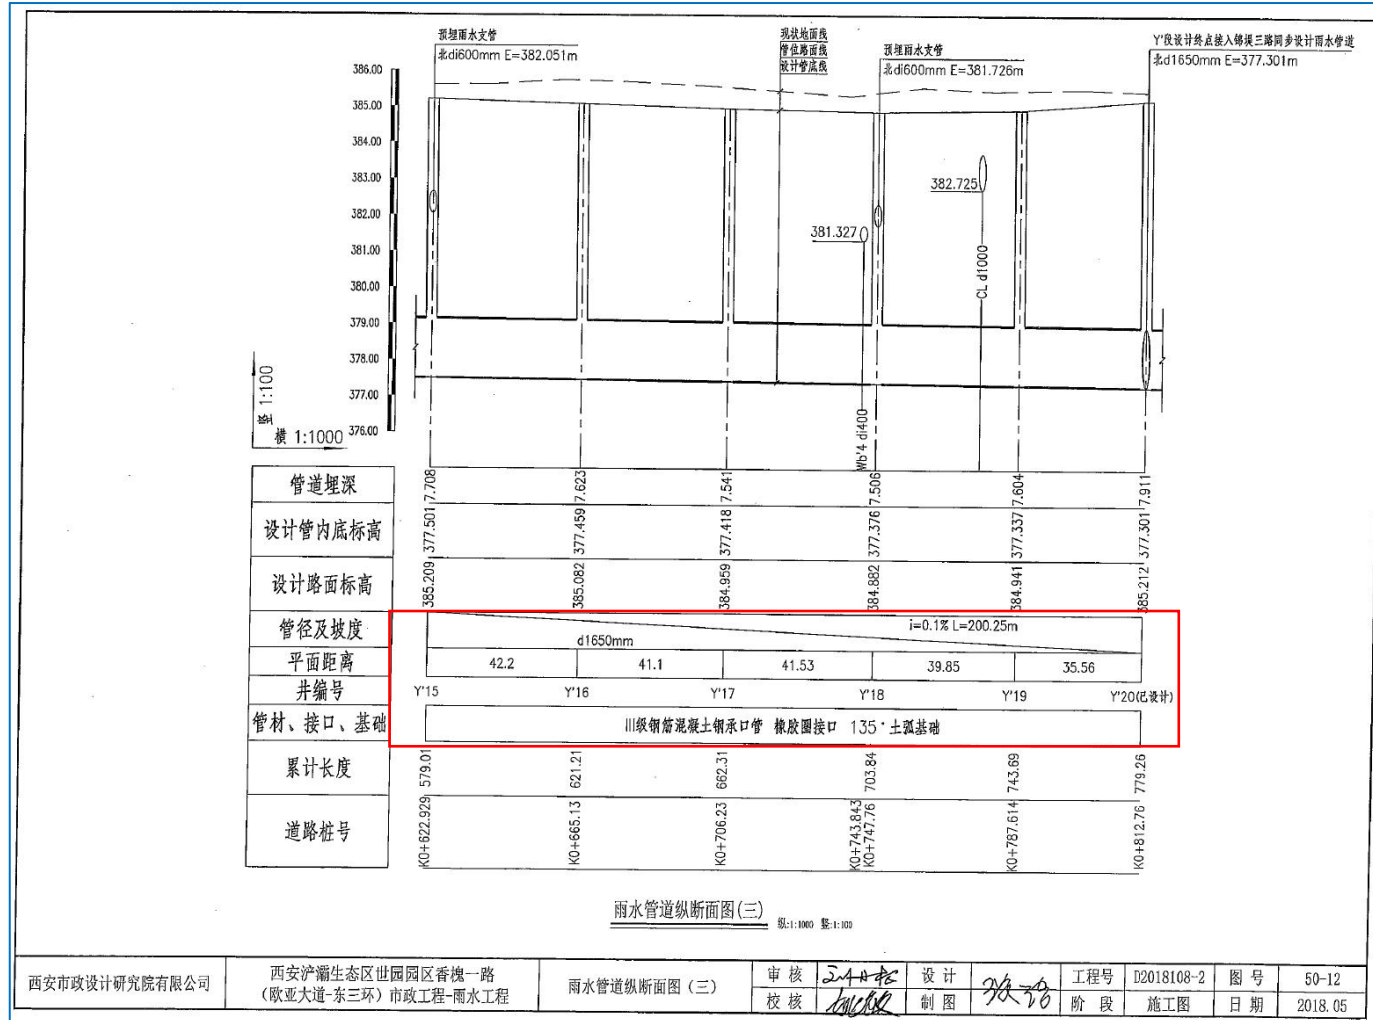 预埋雨水支管
北di600mm E=382.051m
现状地面线
管位路面线
设计管底线
预埋雨水支管
北di600mm E=381.726m
Y'段设计终点接入锦堤三路同步设计雨水管道
北d1650mm E=377.301m
386.00
385.00
384.00
383.00
382.00
381.00
380.00
379.00
378.00
377.00
376.00
382.725
381.327
CL d1000
Wb'4 di400
竖 1:100
横 1:1000
管道埋深 7.708 7.623 7.541 7.506 7.604 7.911
设计管内底标高 377.501 377.459 377.418 377.376 377.337 377.301
设计路面标高 385.209 385.082 384.959 384.882 384.941 385.212
管径及坡度 d1650mm i=0.1% L=200.25m
平面距离 42.2 41.1 41.53 39.85 35.56
井编号 Y'15 Y'16 Y'17 Y'18 Y'19 Y'20(已设计)
管材、接口、基础 III级钢筋混凝土钢承口管 橡胶圈接口 135°土弧基础
累计长度 579.01 621.21 662.31 703.84 743.69 779.26
道路桩号 K0+622.929 K0+665.13 K0+706.23 K0+743.843 K0+747.76 K0+787.614 K0+812.76
雨水管道纵断面图(三) 纵:1:1000 竖:1:100
西安市政设计研究院有限公司
西安浐灞生态区世园园区香槐一路
(欧亚大道-东三环)市政工程-雨水工程
雨水管道纵断面图(三)
审核 设计 工程号 D2018108-2 图号 50-12
校核 制图 阶段 施工图 日期 2018.05